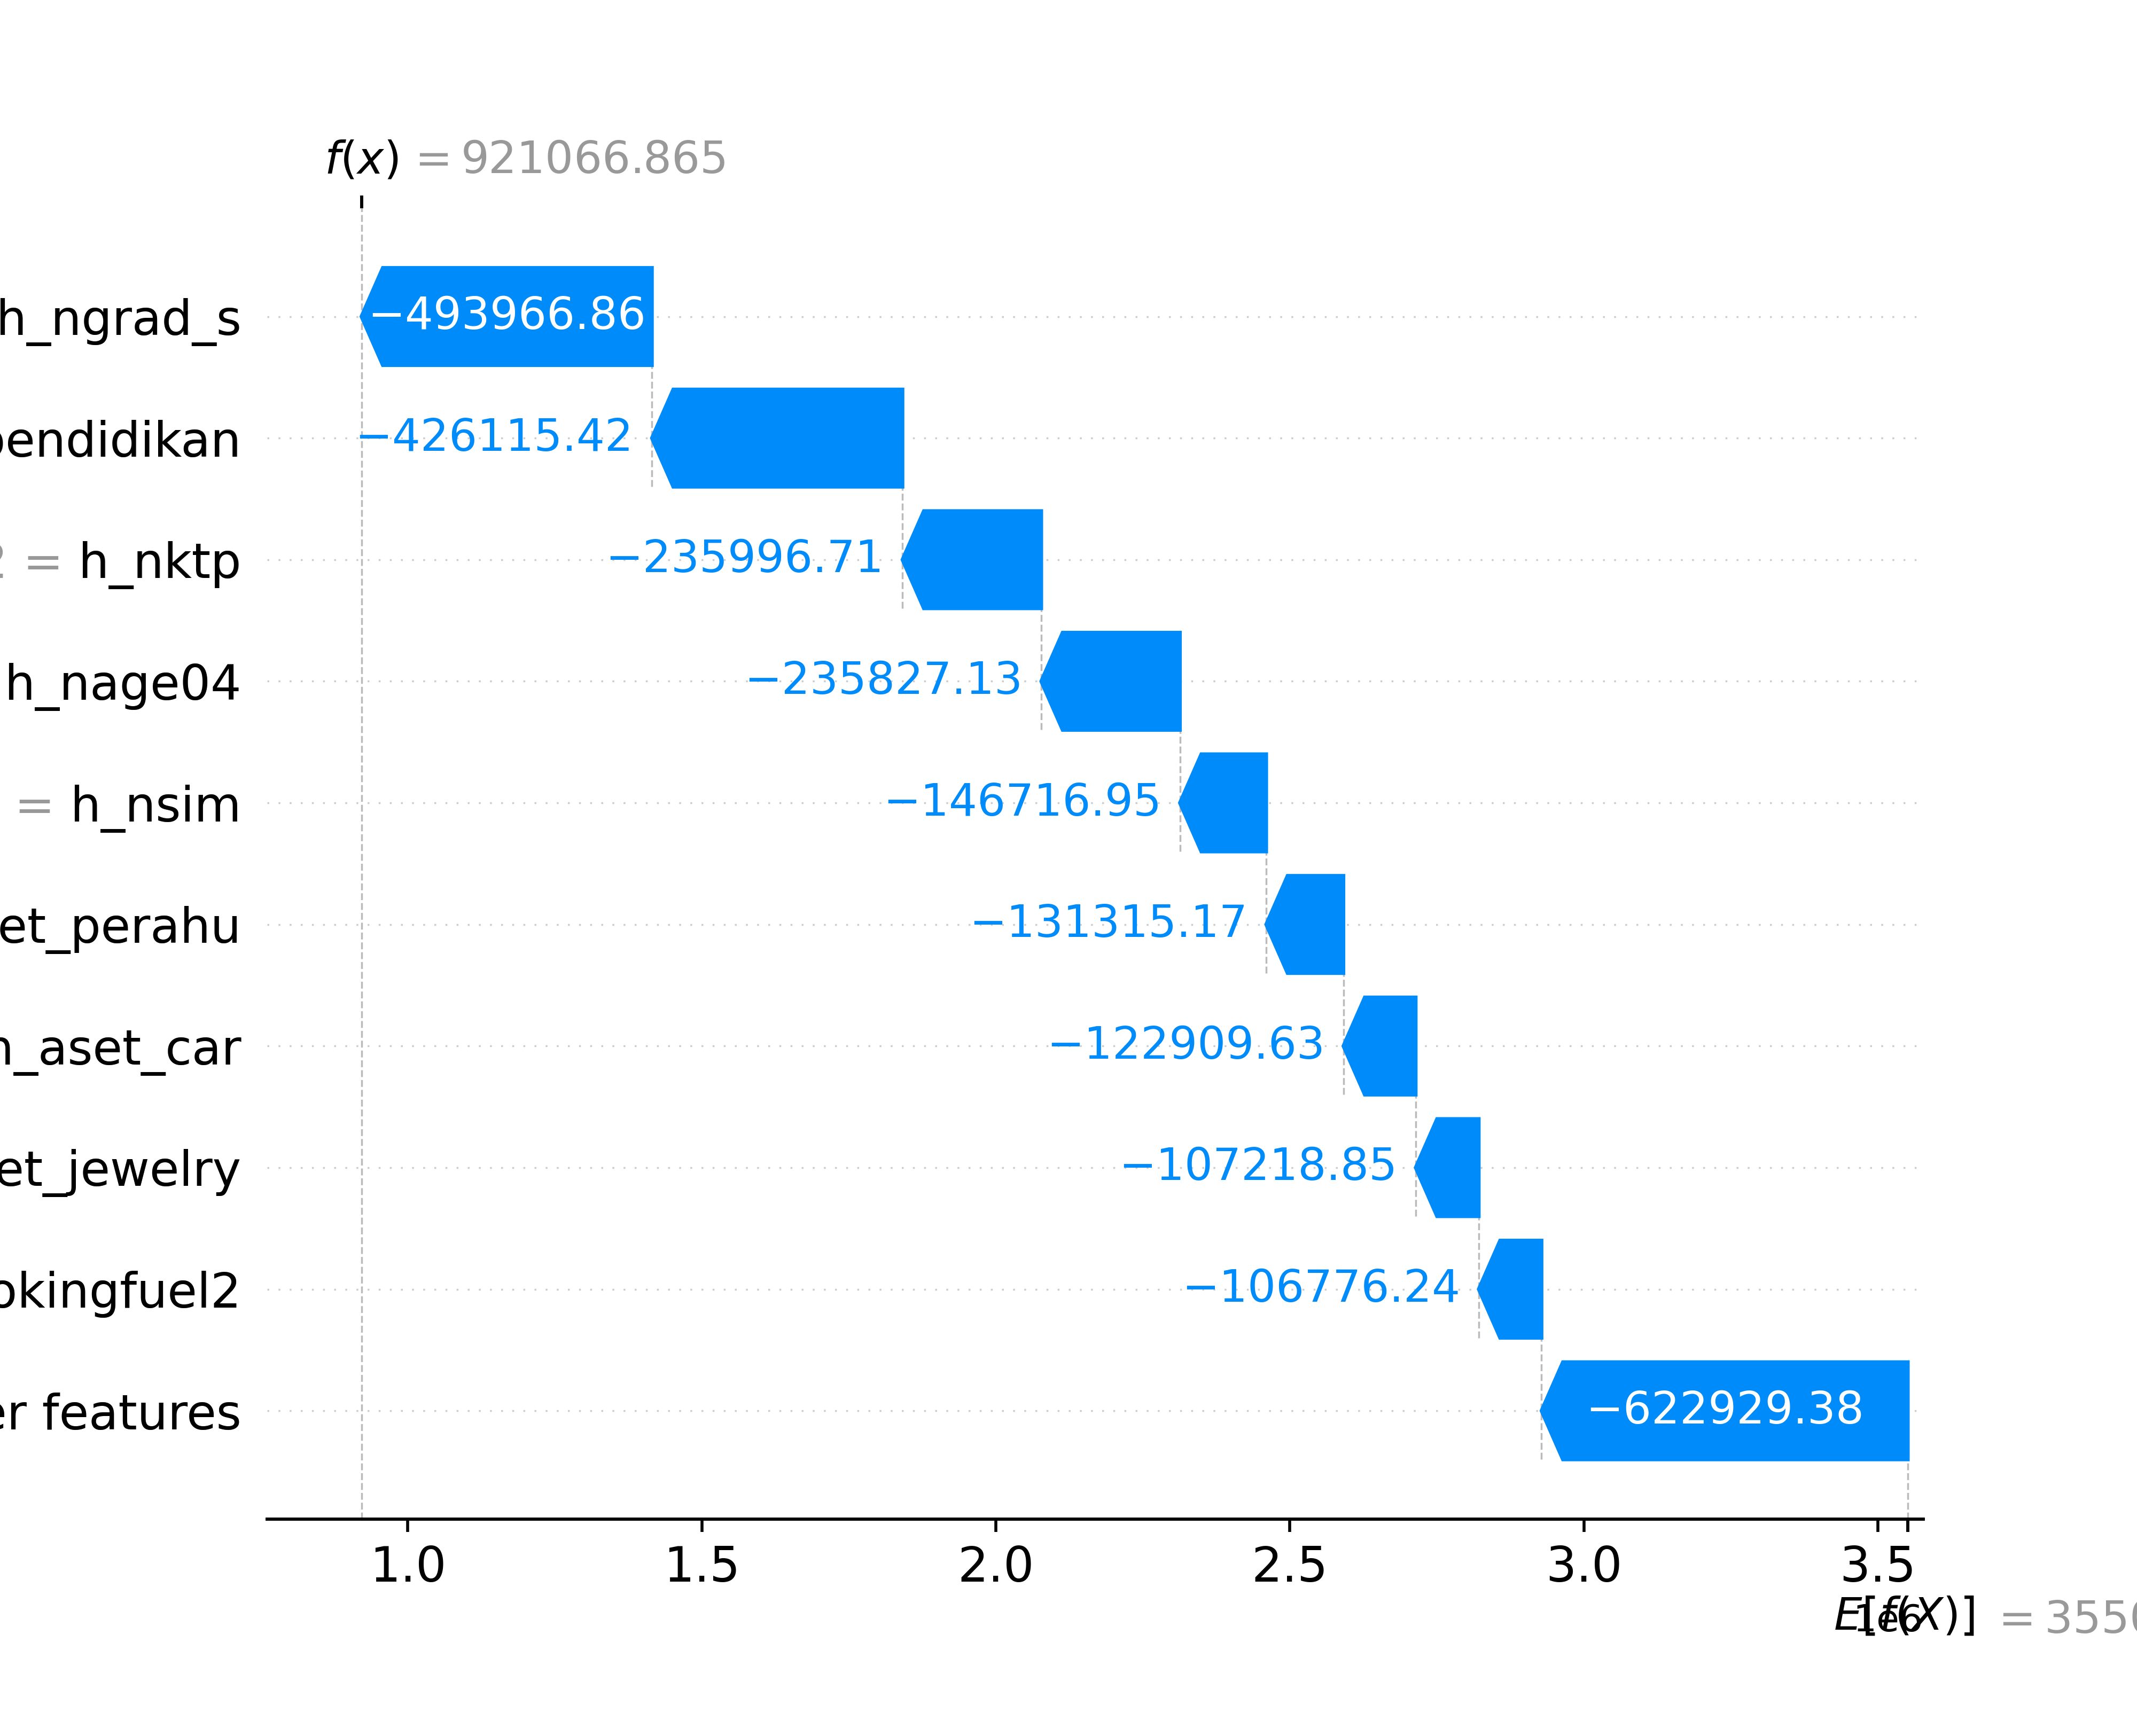 f(x) = 921066.865
h_ngrad_s −493966.86
pendidikan −426115.42
2 = h_nktp −235996.71
h_nage04 −235827.13
= h_nsim −146716.95
et_perahu −131315.17
h_aset_car −122909.63
et_jewelry −107218.85
okingfuel2 −106776.24
er features −622929.38
1.0 1.5 2.0 2.5 3.0 3.5
1e6
E[f(X)] = 3550